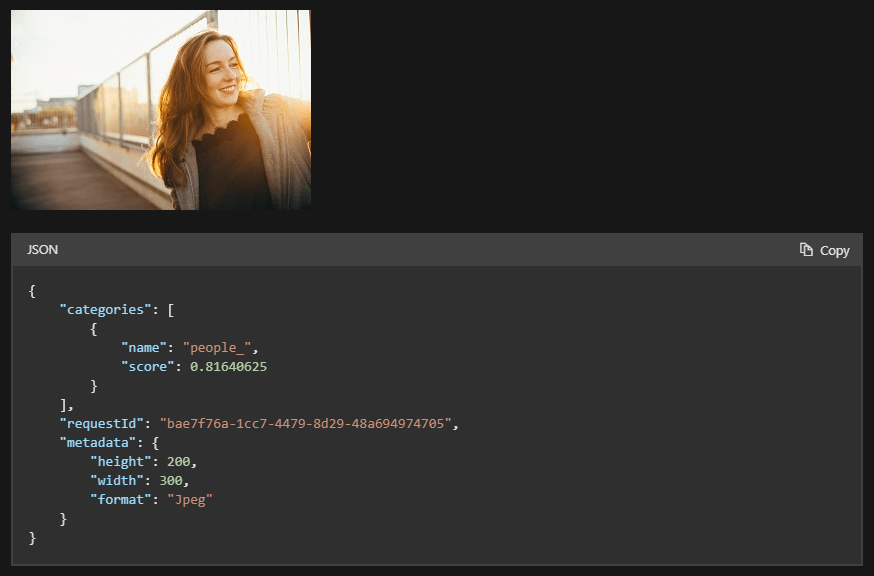 JSON
Copy
{
    "categories": [
        {
            "name": "people_",
            "score": 0.81640625
        }
    ],
    "requestId": "bae7f76a-1cc7-4479-8d29-48a694974705",
    "metadata": {
        "height": 200,
        "width": 300,
        "format": "Jpeg"
    }
}